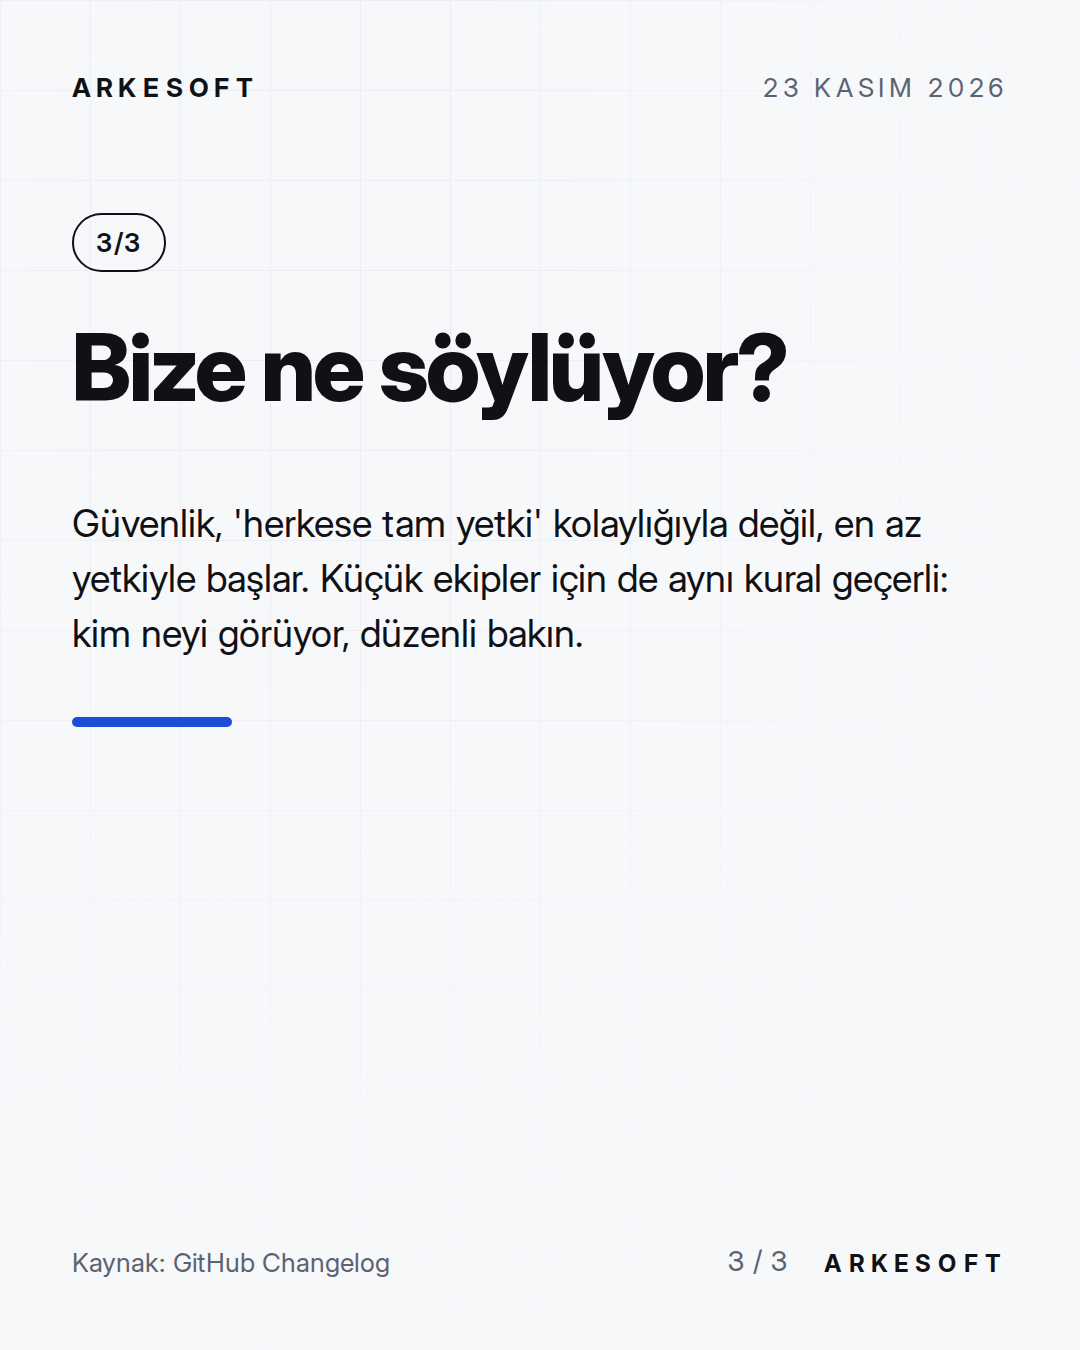 ARKESOFT
23 KASIM 2026
3/3
Bize ne söylüyor?
Güvenlik, 'herkese tam yetki' kolaylığıyla değil, en az
yetkiyle başlar. Küçük ekipler için de aynı kural geçerli:
kim neyi görüyor, düzenli bakın.
Kaynak: GitHub Changelog
3 / 3
ARKESOFT